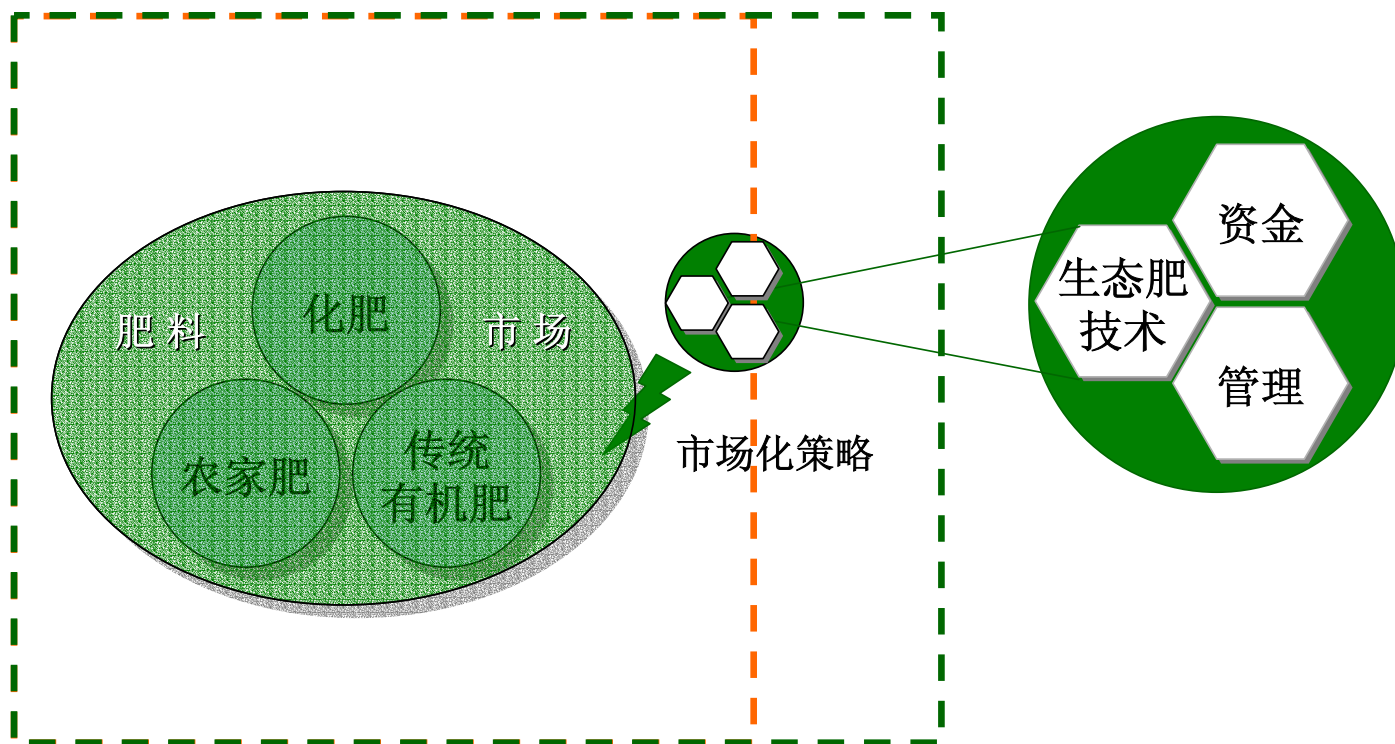 肥料
市场
化肥
农家肥
传统
有机肥
市场化策略
资金
生态肥
技术
管理